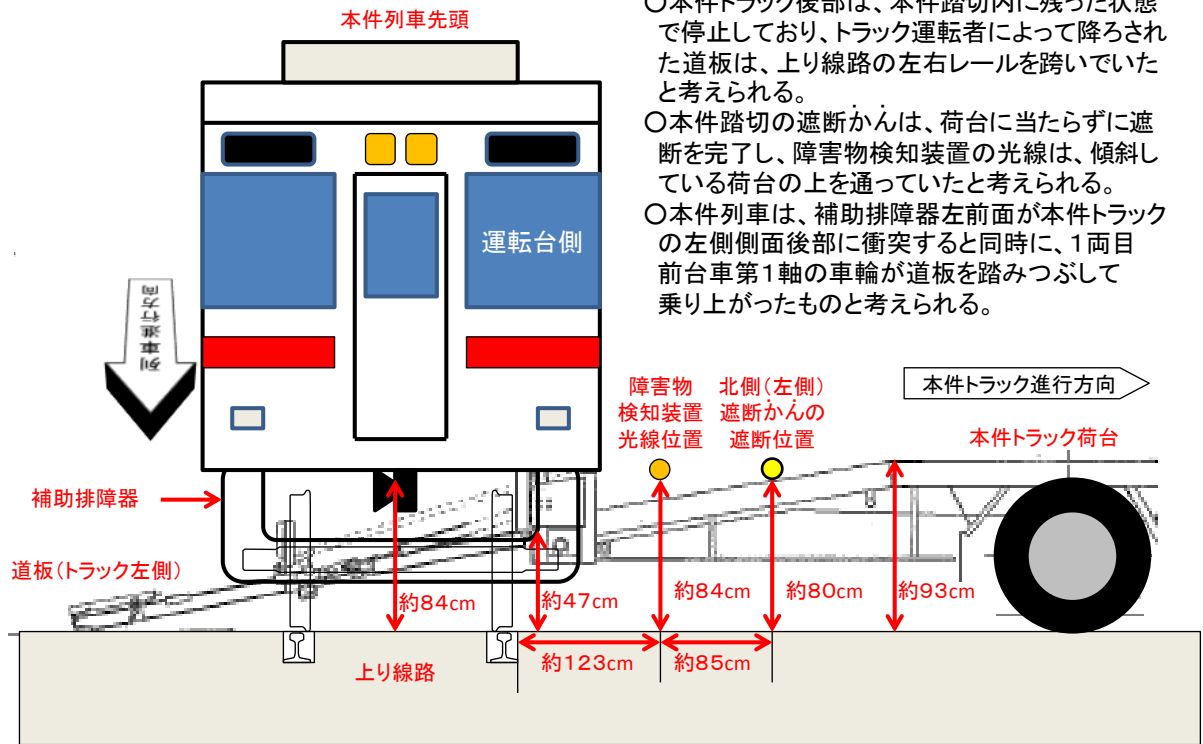 本件列車先頭
○本件トラック後部は、本件踏切内に残った状態
で停止しており、トラック運転者によって降ろされ
た道板は、上り線路の左右レールを跨いでいた
と考えられる。
○本件踏切の遮断かんは、荷台に当たらずに遮
断を完了し、障害物検知装置の光線は、傾斜し
ている荷台の上を通っていたと考えられる。
○本件列車は、補助排障器左前面が本件トラック
の左側側面後部に衝突すると同時に、1両目
前台車第1軸の車輪が道板を踏みつぶして
乗り上がったものと考えられる。
運転台側
列車進行方向
障害物
検知装置
光線位置
北側(左側)
遮断かんの
遮断位置
本件トラック進行方向
本件トラック荷台
補助排障器
道板(トラック左側)
約84cm
約47cm
約84cm
約80cm
約93cm
約123cm
約85cm
上り線路